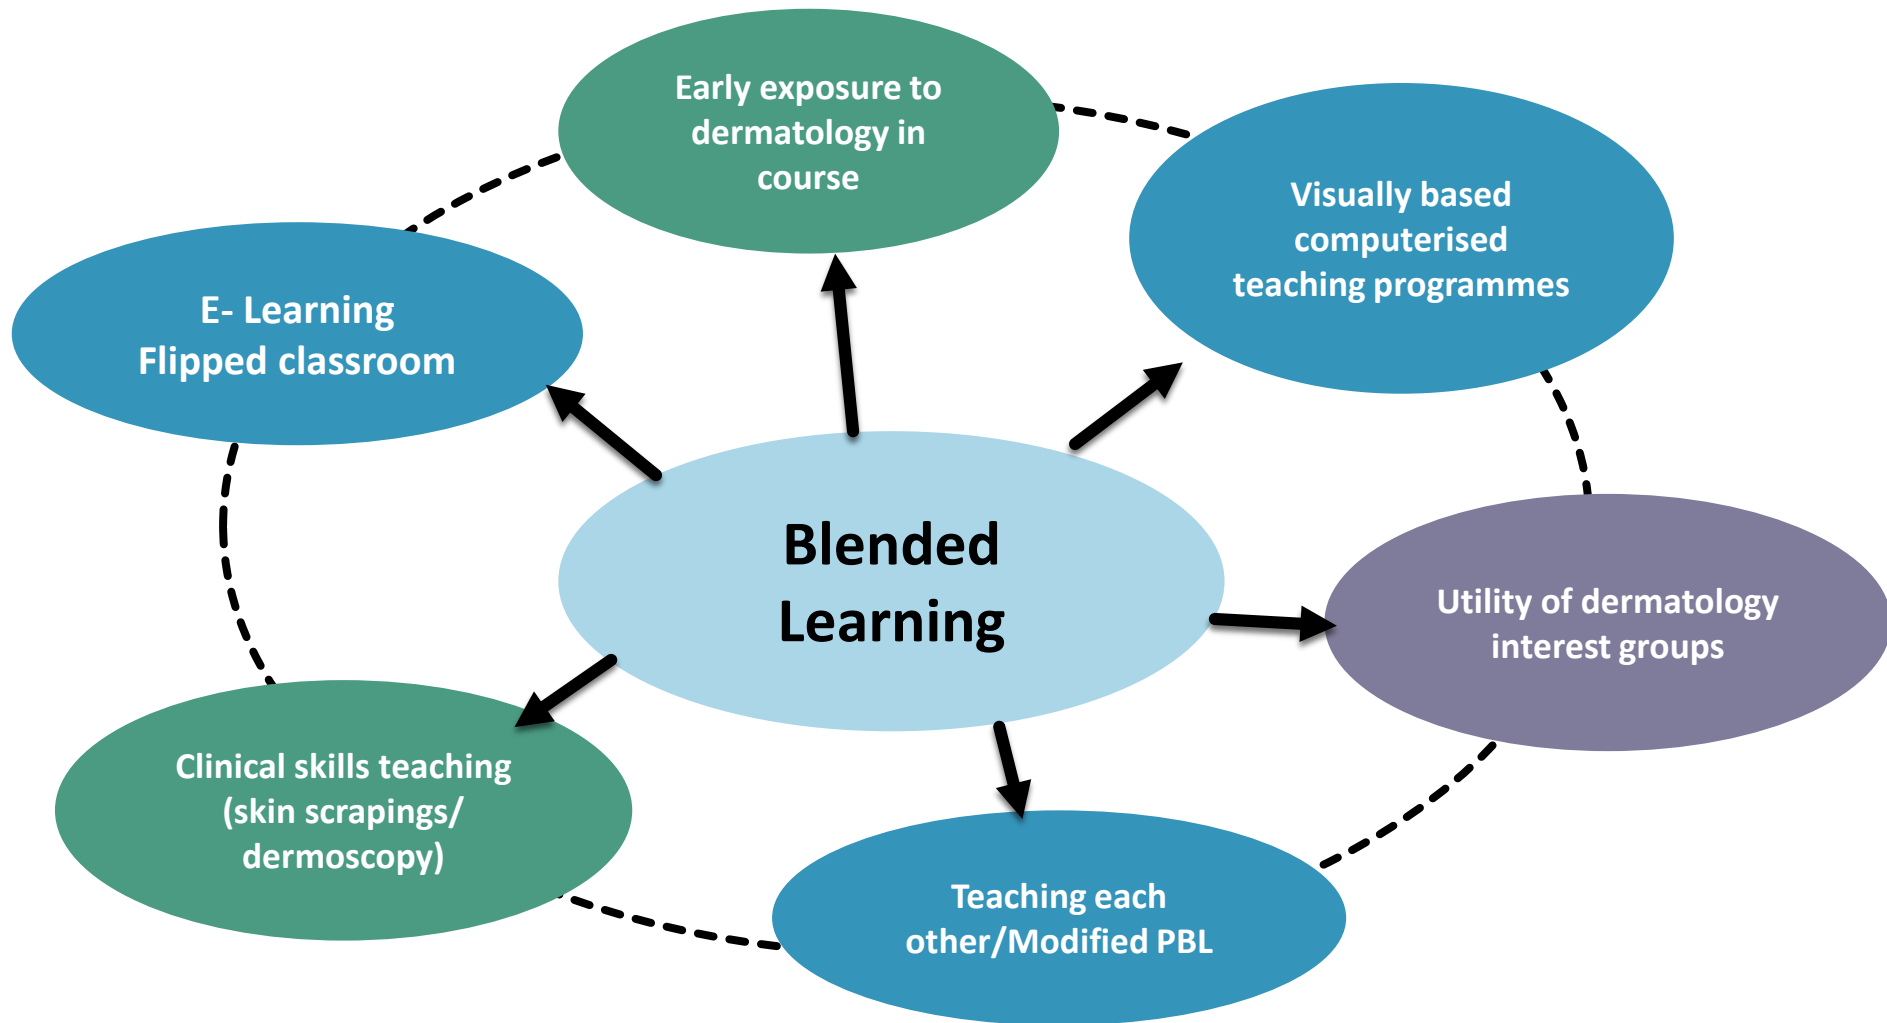 Early exposure to
dermatology in
course
Visually based
computerised
teaching programmes
E- Learning
Flipped classroom
Blended
Learning
Utility of dermatology
interest groups
Clinical skills teaching
(skin scrapings/
dermoscopy)
Teaching each
other/Modified PBL